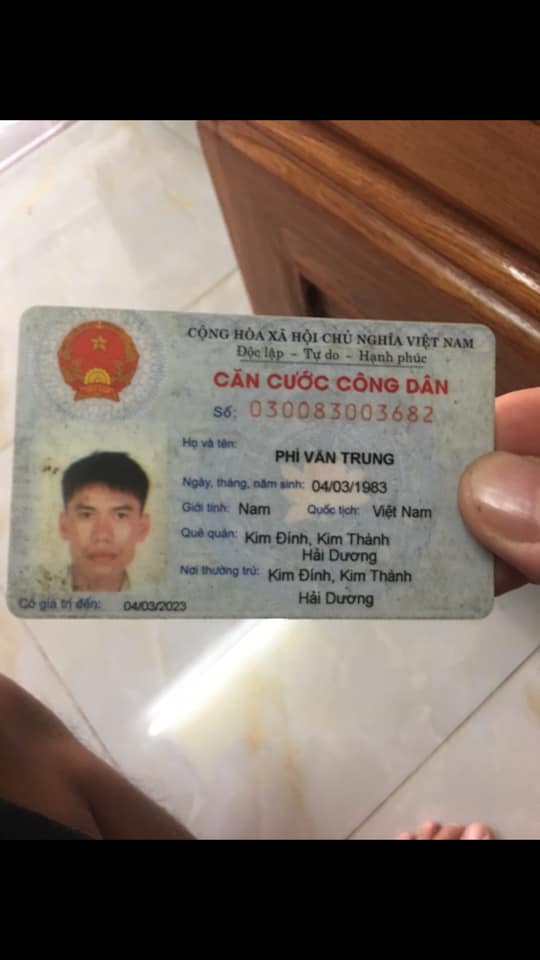 CỘNG HÒA XÃ HỘI CHỦ NGHĨA VIỆT NAM
Độc lập - Tự do - Hạnh phúc
CĂN CƯỚC CÔNG DÂN
Số: 030083003682
Họ và tên:
PHÍ VĂN TRUNG
Ngày, tháng, năm sinh: 04/03/1983
Giới tính: Nam Quốc tịch: Việt Nam
Quê quán: Kim Đính, Kim Thành
Hải Dương
Nơi thường trú: Kim Đính, Kim Thành
Hải Dương
Có giá trị đến: 04/03/2023